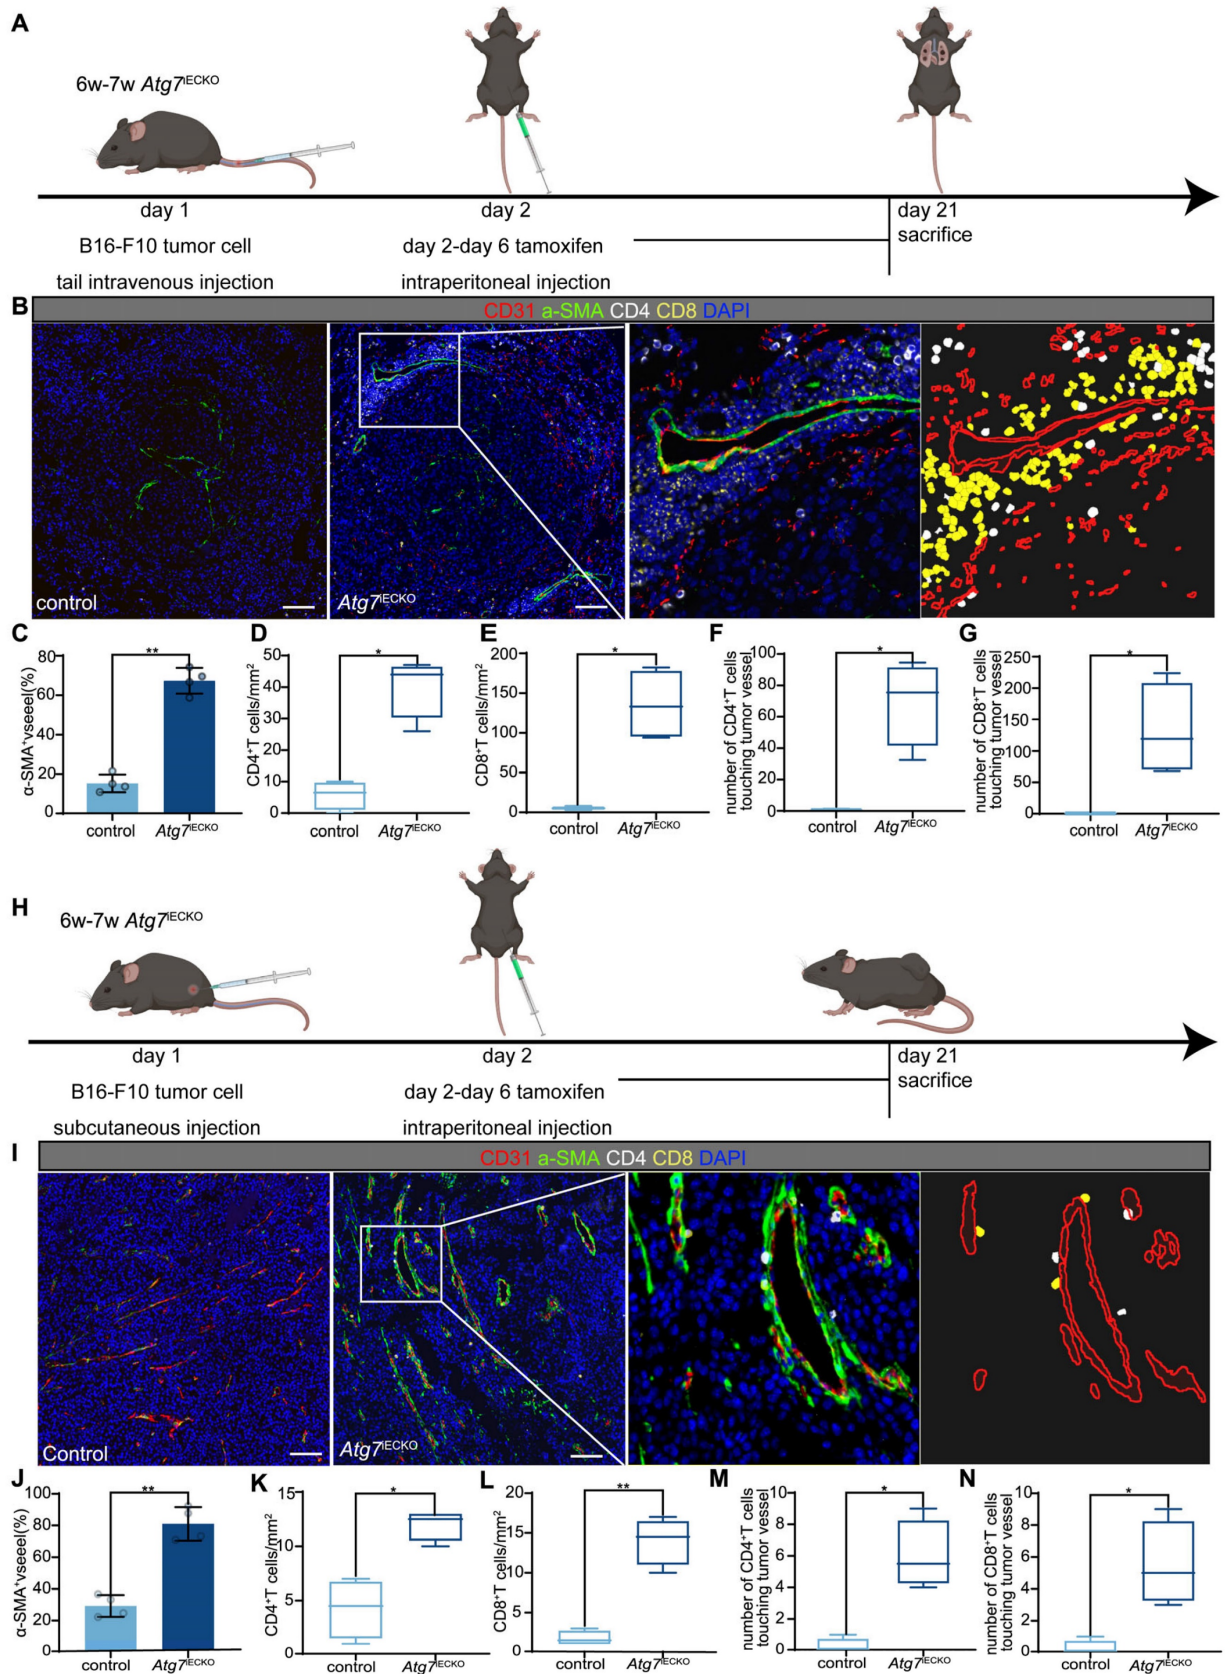 A
6w-7w Atg7iECKO
day 1
day 2
day 21
B16-F10 tumor cell
day 2-day 6 tamoxifen
sacrifice
tail intravenous injection
intraperitoneal injection
B
CD31 a-SMA CD4 CD8 DAPI
control
Atg7iECKO
C
α-SMA⁺vseeel(%)
80
60
40
20
0
**
control
Atg7iECKO
D
CD4⁺T cells/mm²
50
40
30
20
10
0
*
control
Atg7iECKO
E
CD8⁺T cells/mm²
200
150
100
50
0
*
control
Atg7iECKO
F
number of CD4⁺T cells
touching tumor vessel
100
80
60
40
20
0
*
control
Atg7iECKO
G
number of CD8⁺T cells
touching tumor vessel
250
200
150
100
50
0
*
control
Atg7iECKO
H
6w-7w Atg7iECKO
day 1
day 2
day 21
B16-F10 tumor cell
day 2-day 6 tamoxifen
sacrifice
subcutaneous injection
intraperitoneal injection
I
CD31 a-SMA CD4 CD8 DAPI
Control
Atg7iECKO
J
α-SMA⁺vseeel(%)
100
80
60
40
20
0
**
control
Atg7iECKO
K
CD4⁺T cells/mm²
15
10
5
0
*
control
Atg7iECKO
L
CD8⁺T cells/mm²
20
15
10
5
0
**
control
Atg7iECKO
M
number of CD4⁺T cells
touching tumor vessel
10
8
6
4
2
0
*
control
Atg7iECKO
N
number of CD8⁺T cells
touching tumor vessel
10
8
6
4
2
0
*
control
Atg7iECKO